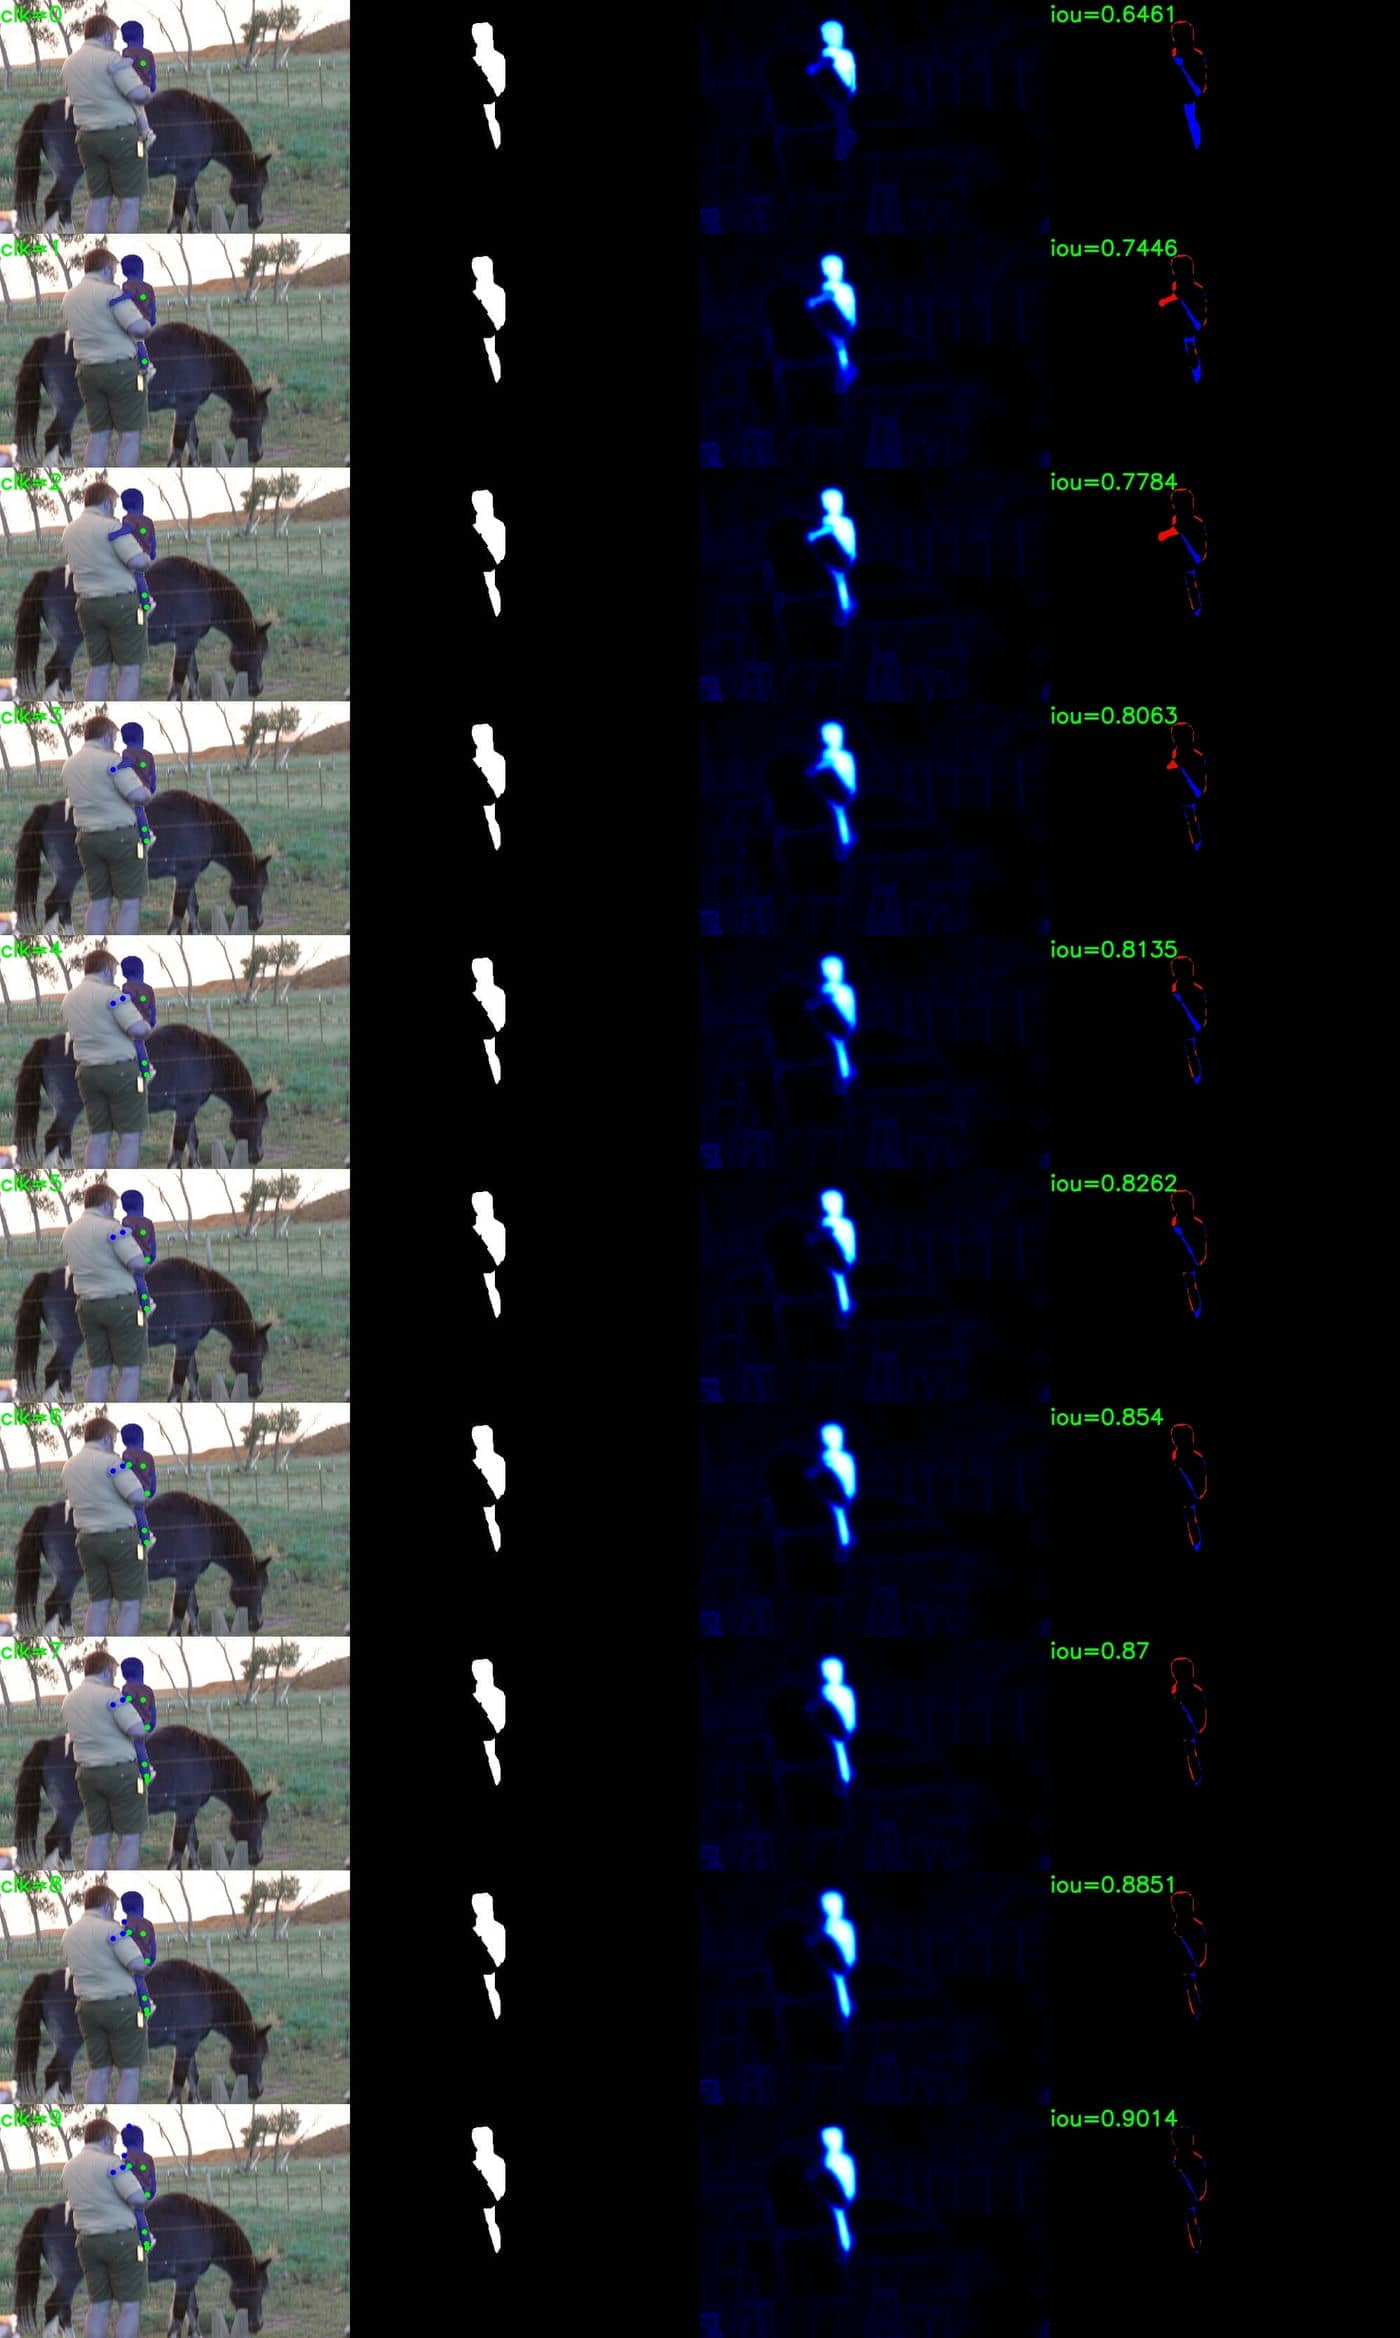 clk=0 iou=0.6461
clk=1 iou=0.7446
clk=2 iou=0.7784
clk=3 iou=0.8063
clk=4 iou=0.8135
clk=5 iou=0.8262
clk=6 iou=0.854
clk=7 iou=0.87
clk=8 iou=0.8851
clk=9 iou=0.9014